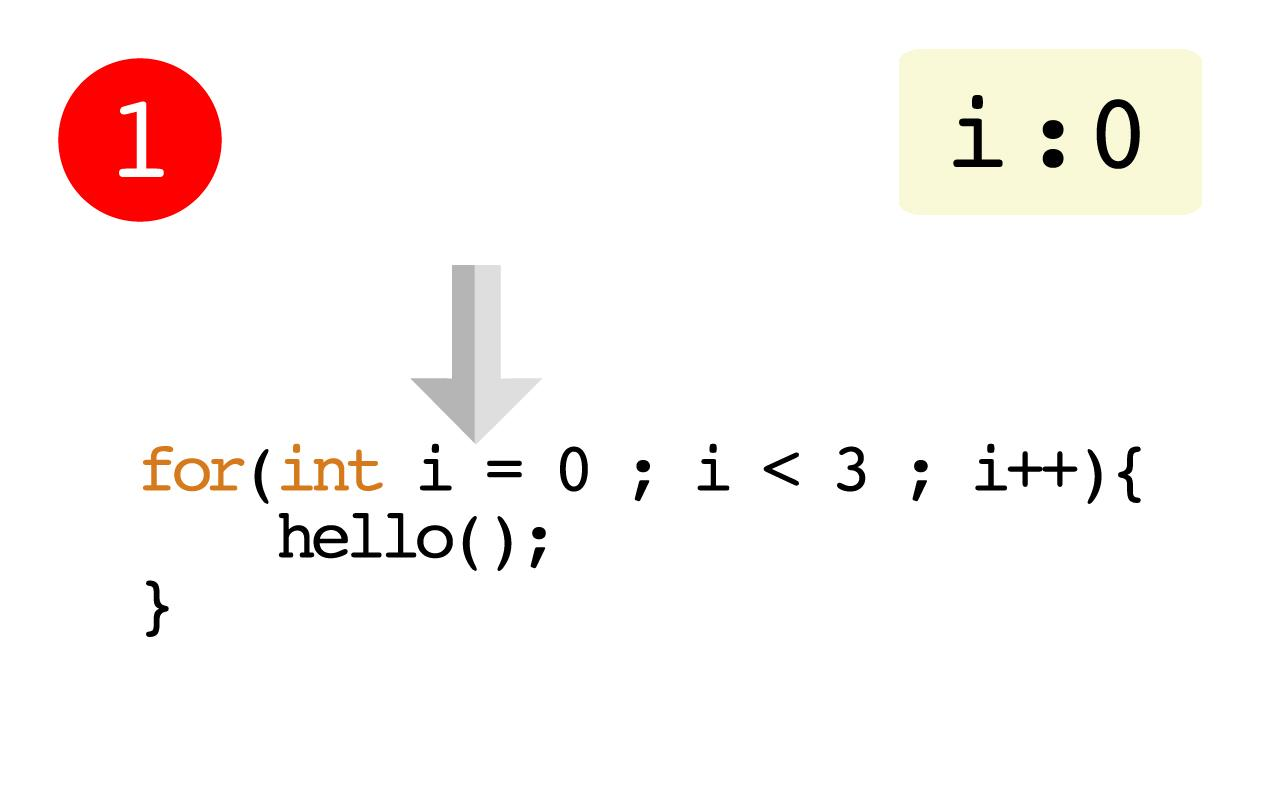 1
i:0
for(int i = 0 ; i < 3 ; i++){
    hello();
}